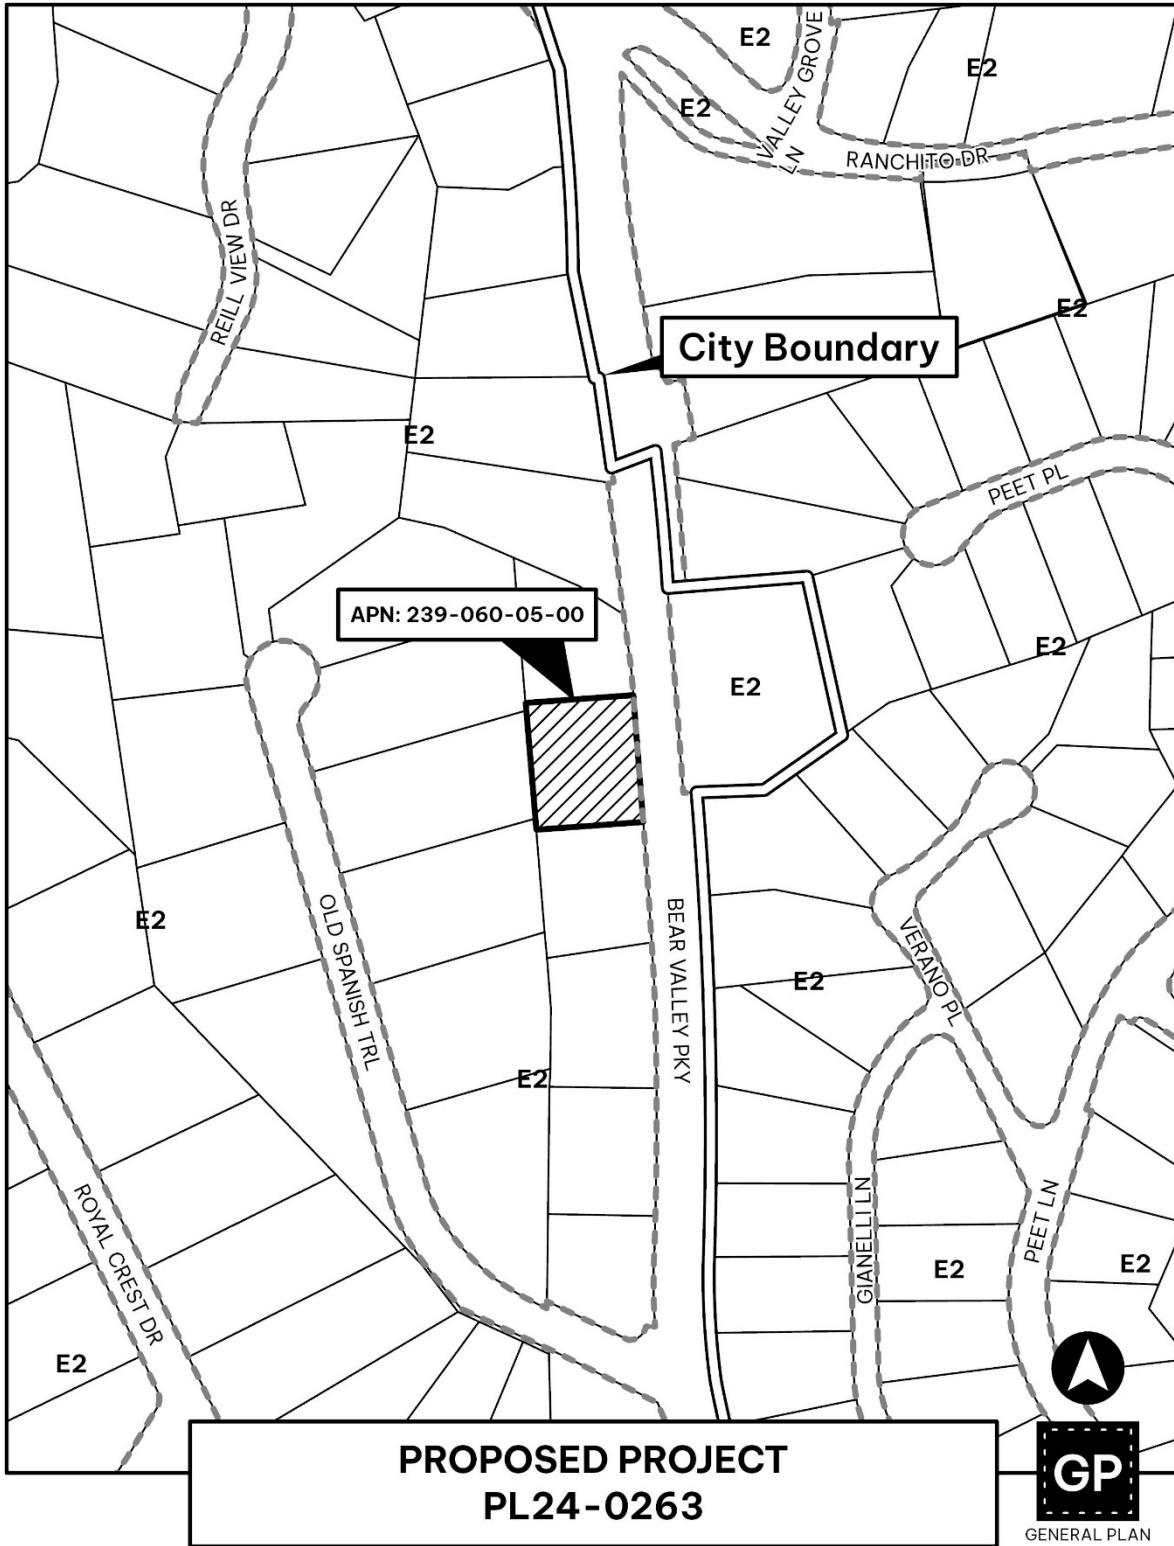 E2
VALLEY GROVE
LN
E2
E2
RANCHITO DR
REILL VIEW DR
E2
City Boundary
E2
PEET PL
APN: 239-060-05-00
E2
E2
E2
OLD SPANISH TRL
BEAR VALLEY PKY
VERANO PL
E2
E2
ROYAL CREST DR
GIANELLI LN
PEET LN
E2
E2
E2
PROPOSED PROJECT
PL24-0263
GP
GENERAL PLAN